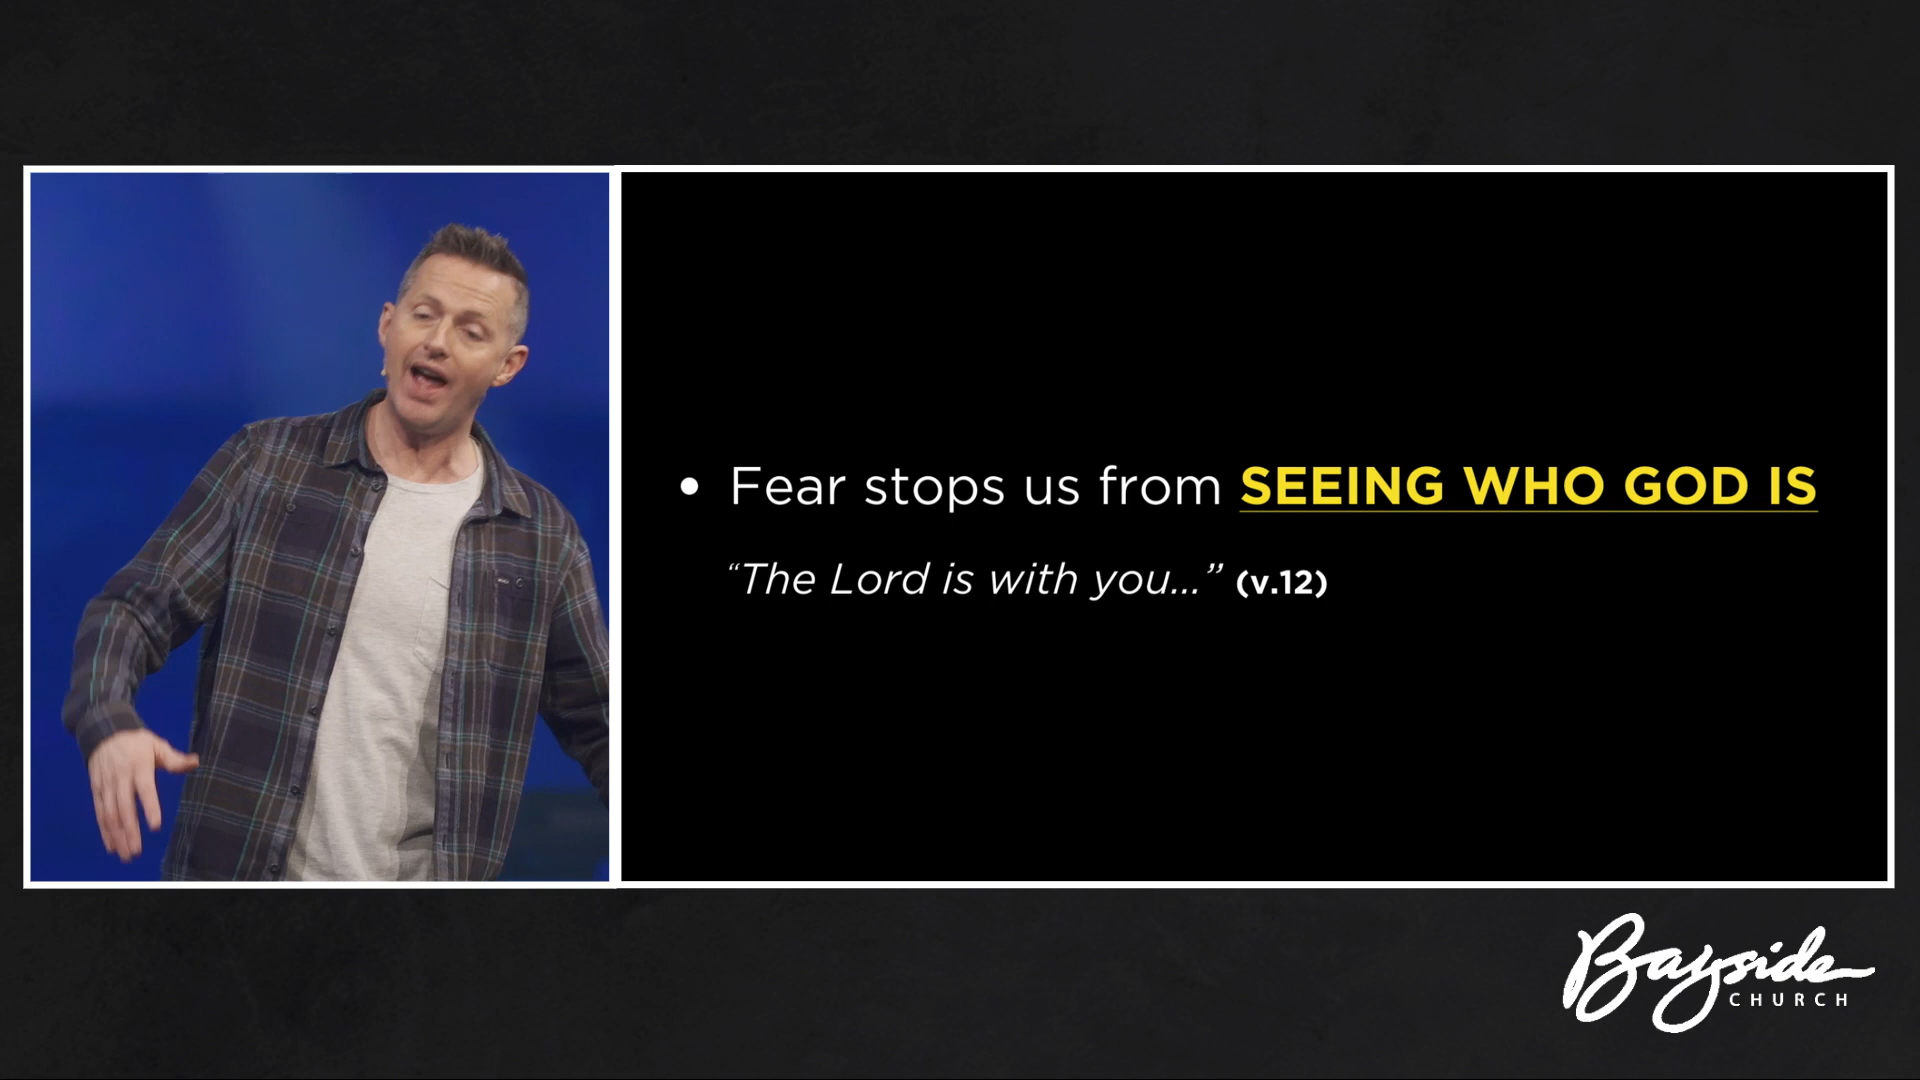 • Fear stops us from SEEING WHO GOD IS
“The Lord is with you...” (v.12)
Bayside
CHURCH